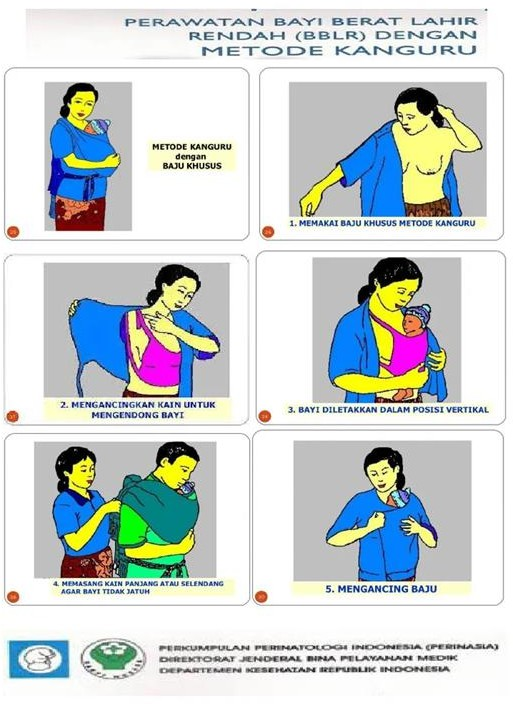 PERAWATAN BAYI BERAT LAHIR
RENDAH (BBLR) DENGAN
METODE KANGURU
METODE KANGURU
dengan
BAJU KHUSUS
1. MEMAKAI BAJU KHUSUS METODE KANGURU
2. MENGANCINGKAN KAIN UNTUK
MENGENDONG BAYI
3. BAYI DILETAKKAN DALAM POSISI VERTIKAL
4. MEMASANG KAIN PANJANG ATAU SELENDANG
AGAR BAYI TIDAK JATUH
5. MENGANCING BAJU
PERKUMPULAN PERINATOLOGI INDONESIA (PERINASIA)
DIREKTORAT JENDERAL BINA PELAYANAN MEDIK
DEPARTEMEN KESEHATAN REPUBLIK INDONESIA